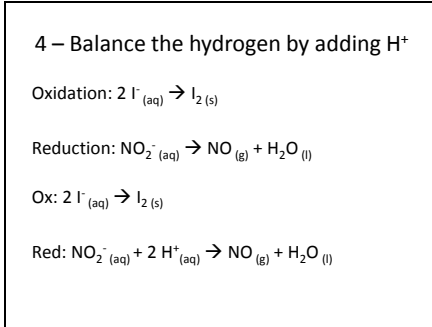 4 – Balance the hydrogen by adding H⁺
Oxidation: 2 I⁻ (aq) → I₂ (s)
Reduction: NO₂⁻ (aq) → NO (g) + H₂O (l)
Ox: 2 I⁻ (aq) → I₂ (s)
Red: NO₂⁻ (aq) + 2 H⁺ (aq) → NO (g) + H₂O (l)